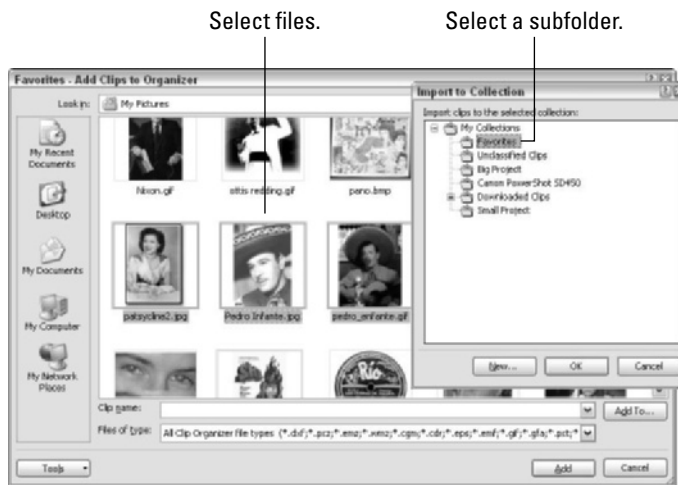 Select files.
Select a subfolder.
Favorites - Add Clips to Organizer
Look in:
My Pictures
My Recent
Documents
Desktop
My Documents
My Computer
My Network
Places
Nixon.gif
ottis redding.gif
pano.bmp
patsycline2.jpg
Pedro Infante.jpg
pedro_enfante.gif
Clip name:
Add To...
Files of type:
All Clip Organizer file types (*.dxf;*.pcz;*.emz;*.wmz;*.cgm;*.cdr;*.eps;*.emf;*.gif;*.gfa;*.pct;*
Tools
Add
Cancel
Import to Collection
Import clips to the selected collection:
My Collections
Favorites
Unclassified Clips
Big Project
Canon PowerShot SD450
Downloaded Clips
Small Project
New...
OK
Cancel